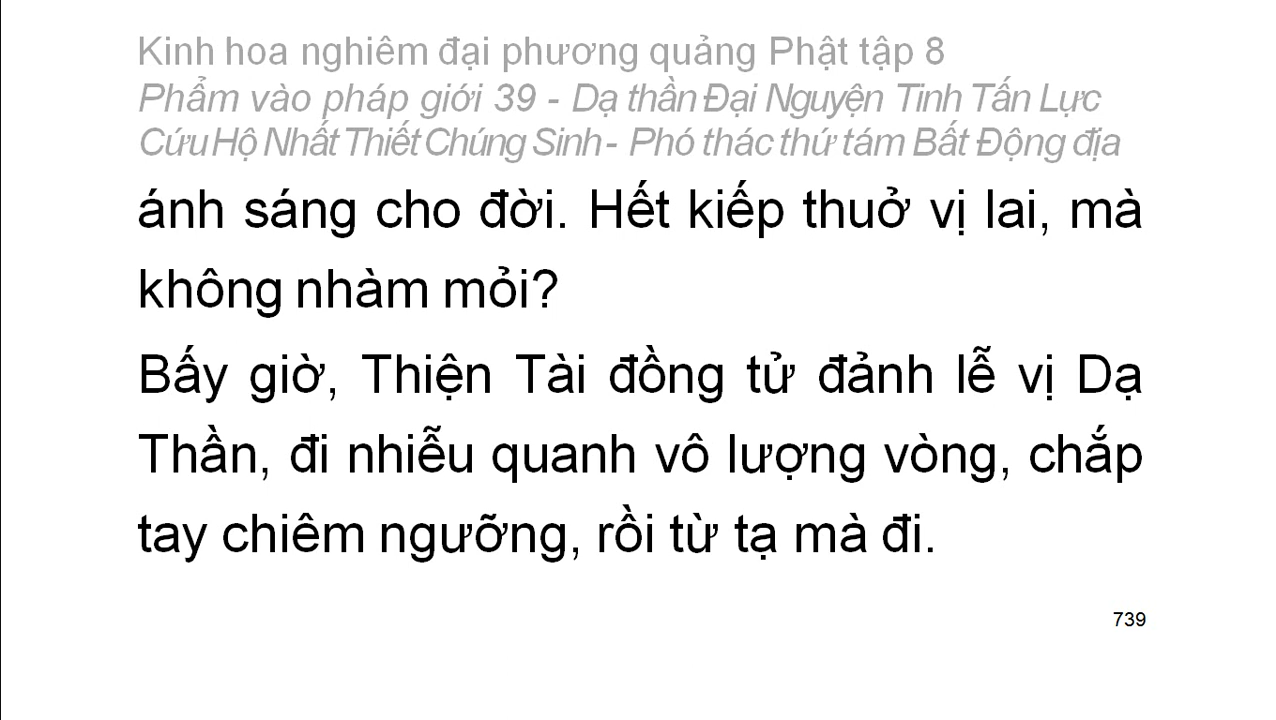 Kinh hoa nghiêm đại phương quảng Phật tập 8
Phẩm vào pháp giới 39 - Dạ thần Đại Nguyện Tinh Tấn Lực
Cứu Hộ Nhất Thiết Chúng Sinh - Phó thác thứ tám Bất Động địa
ánh sáng cho đời. Hết kiếp thuở vị lai, mà
không nhàm mỏi?
Bấy giờ, Thiện Tài đồng tử đảnh lễ vị Dạ
Thần, đi nhiễu quanh vô lượng vòng, chắp
tay chiêm ngưỡng, rồi từ tạ mà đi.
739